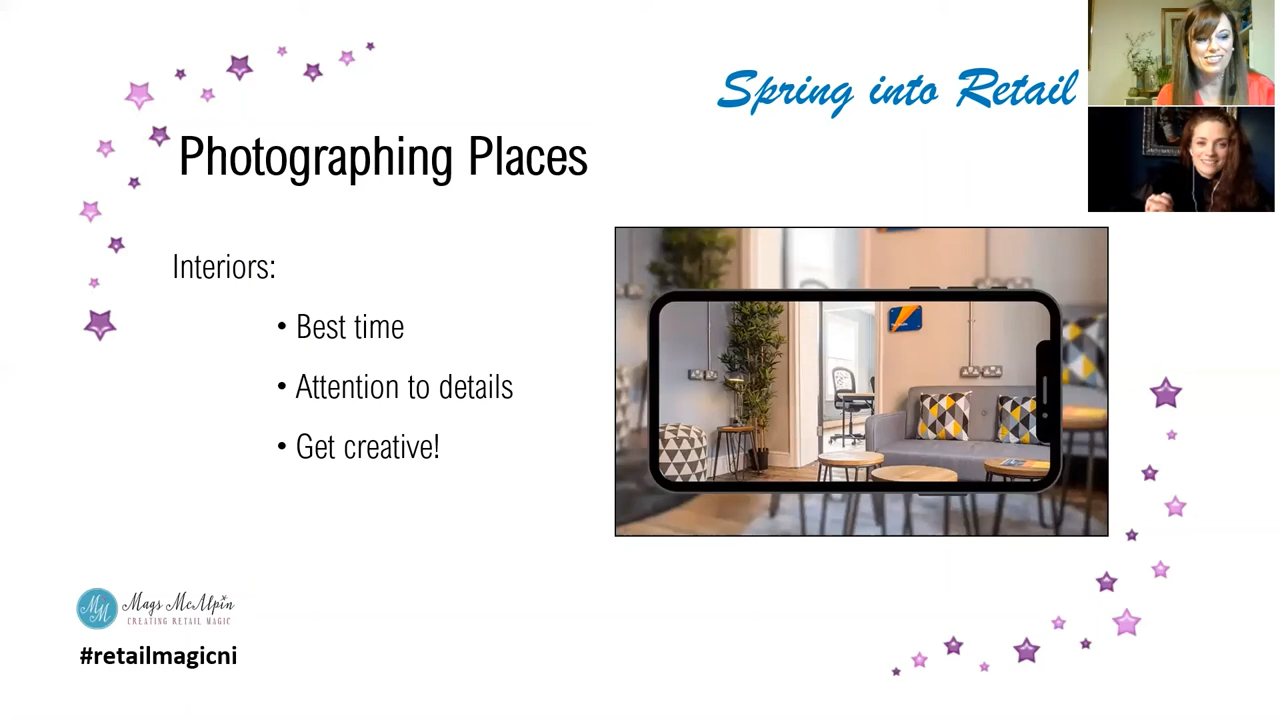 Spring into Retail
Photographing Places
Interiors:
• Best time
• Attention to details
• Get creative!
MM
Mags McAlpin
CREATING RETAIL MAGIC
#retailmagicni